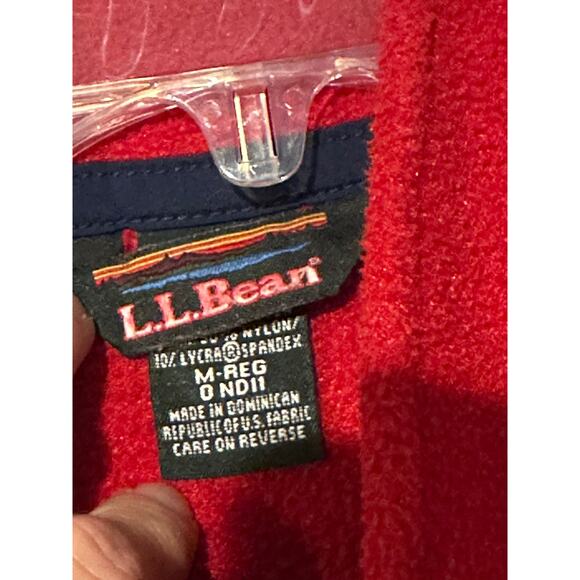 L.L.Bean®
NYLON/
10% LYCRA®SPANDEX
M-REG
0 ND11
MADE IN DOMINICAN
REPUBLIC OF U.S. FABRIC
CARE ON REVERSE